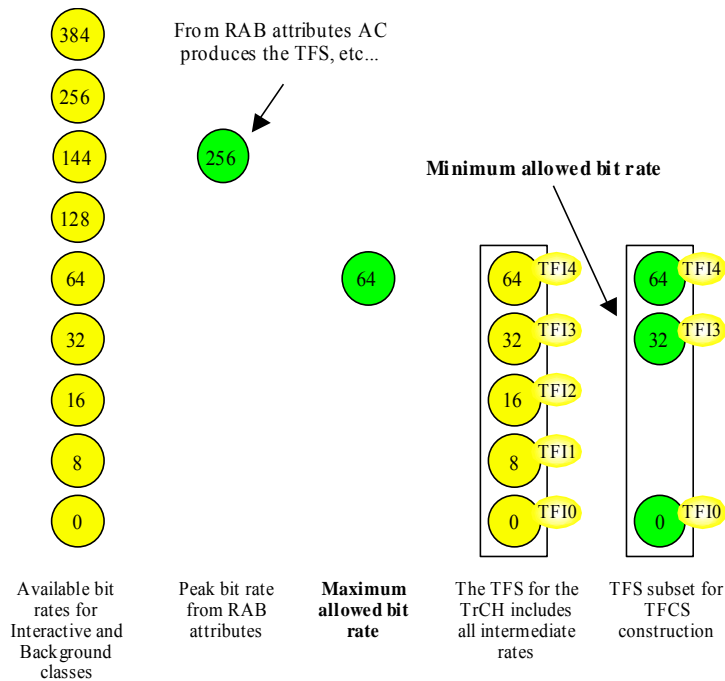 From RAB attributes AC
produces the TFS, etc...
384
256
144
128
64
32
16
8
0
256
64
Minimum allowed bit rate
64 TFI4
32 TFI3
16 TFI2
8 TFI1
0 TFI0
64 TFI4
32 TFI3
0 TFI0
Available bit
rates for
Interactive and
Background
classes
Peak bit rate
from RAB
attributes
Maximum
allowed bit
rate
The TFS for the
TrCH includes
all intermediate
rates
TFS subset for
TFCS
construction